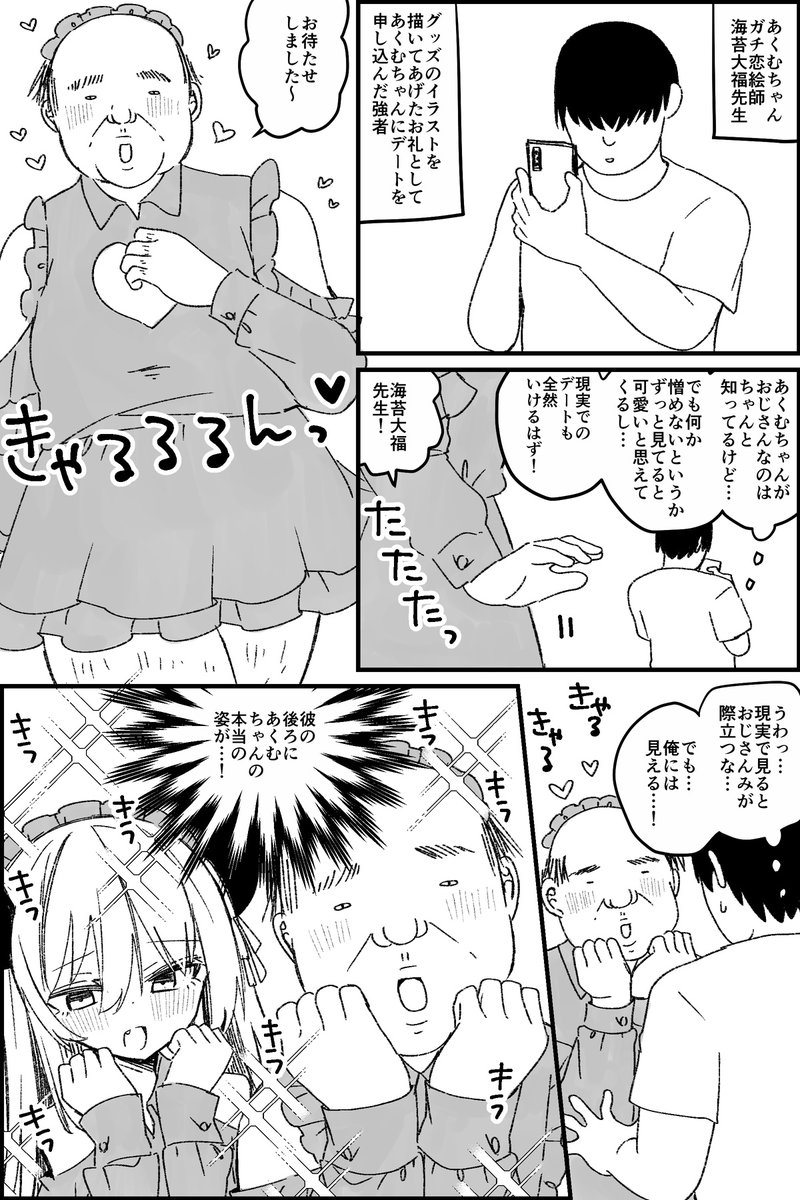 あくむちゃん
ガチ恋絵師
海苔大福先生
グッズのイラストを
描いてあげたお礼として
あくむちゃんにデートを
申し込んだ強者
あくむちゃんが
おじさんなのは
ちゃんと
知ってるけど…
でも何か
憎めないというか
ずっと見てると
可愛いと思えて
くるし…
現実での
デートも
全然
いけるはず！
海苔大福
先生！
たたたっ
お待たせ
しました～
きゃるるるんっ♥
うわっ…
現実で見ると
おじさんみが
際立つな…
でも…
俺には
見える…！
きゃる
きゃる
彼の
後ろに
あくむ
ちゃんの
本当の
姿が…！
キラ
キラ
キラ
キラ
キラ
キラ
キラ